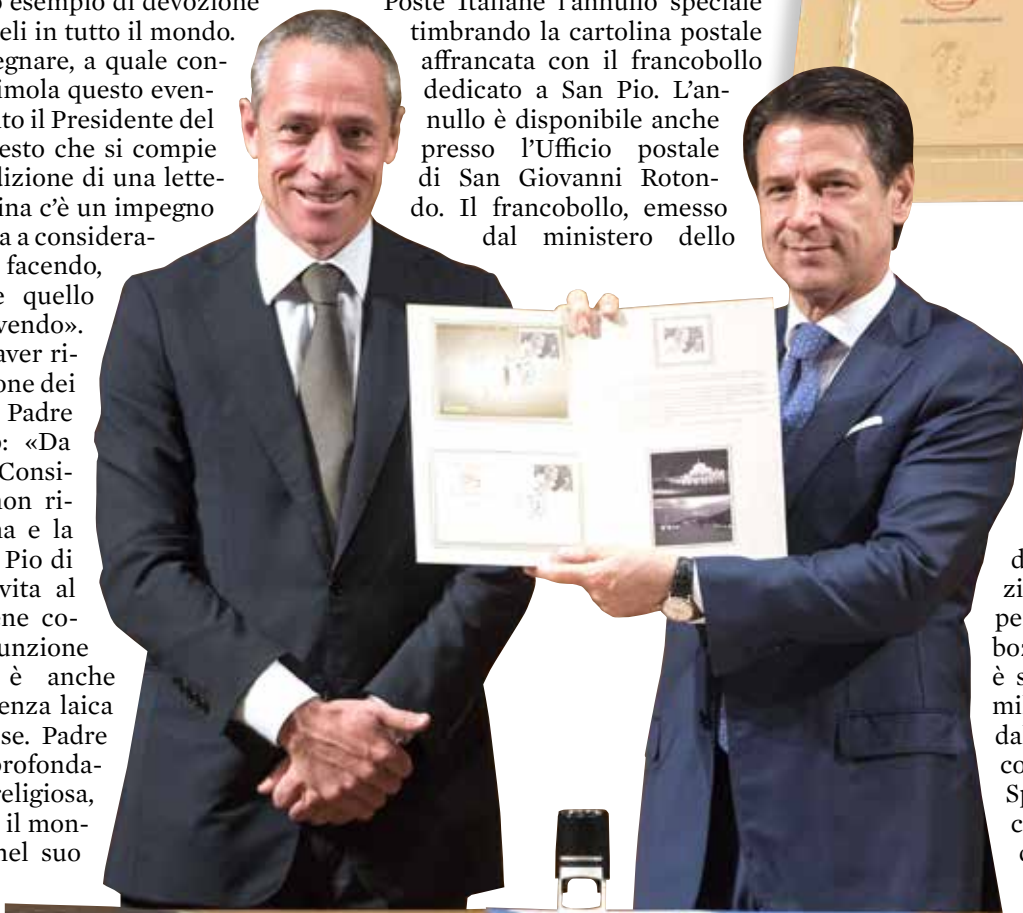 esempio di devozione
eli in tutto il mondo.
egnare, a quale con-
imola questo even-
to il Presidente del
esto che si compie
dizione di una lette-
ina c'è un impegno
a a considera-
facendo,
e quello
vendo».
aver ri-
one dei
Padre
: «Da
Consi-
non ri-
na e la
Pio di
vita al
ne co-
unzione
è anche
enza laica
se. Padre
profonda-
religiosa,
il mon-
nel suo
Poste Italiane l'annullo speciale
timbrando la cartolina postale
affrancata con il francobollo
dedicato a San Pio. L'an-
nullo è disponibile anche
presso l'Ufficio postale
di San Giovanni Roton-
do. Il francobollo, emesso
dal ministero dello
d
zi
pe
boz
è s
mi
da
co
Sp
c